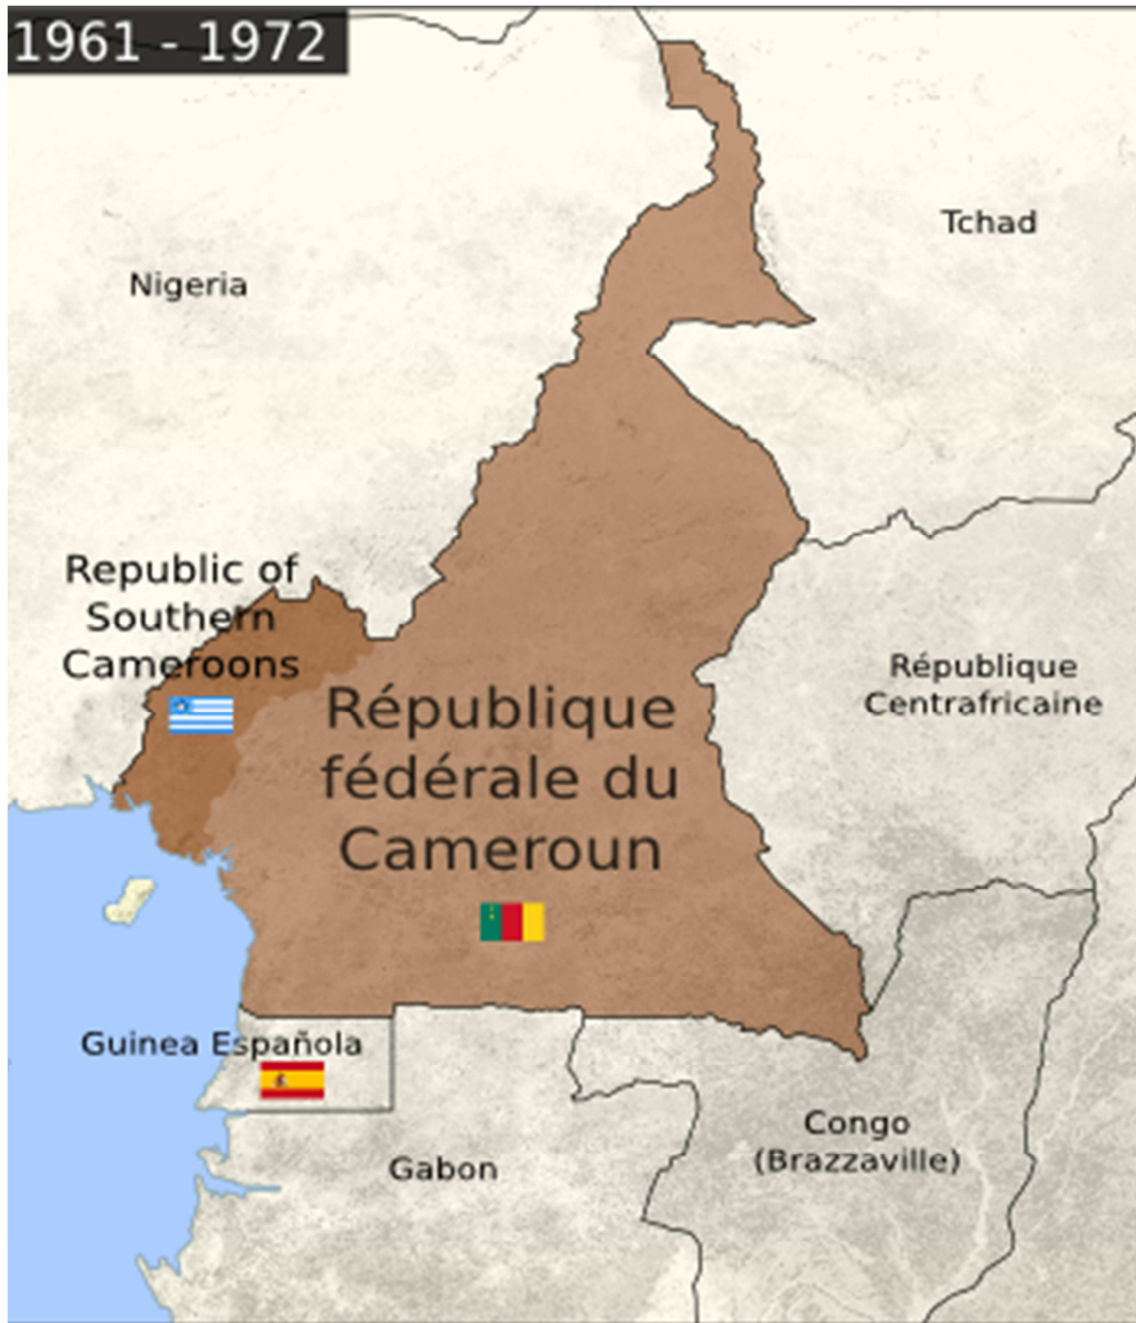 1961 - 1972
Tchad
Nigeria
Republic of
Southern
Cameroons
République
Centrafricaine
République
fédérale du
Cameroun
Guinea Española
Congo
(Brazzaville)
Gabon